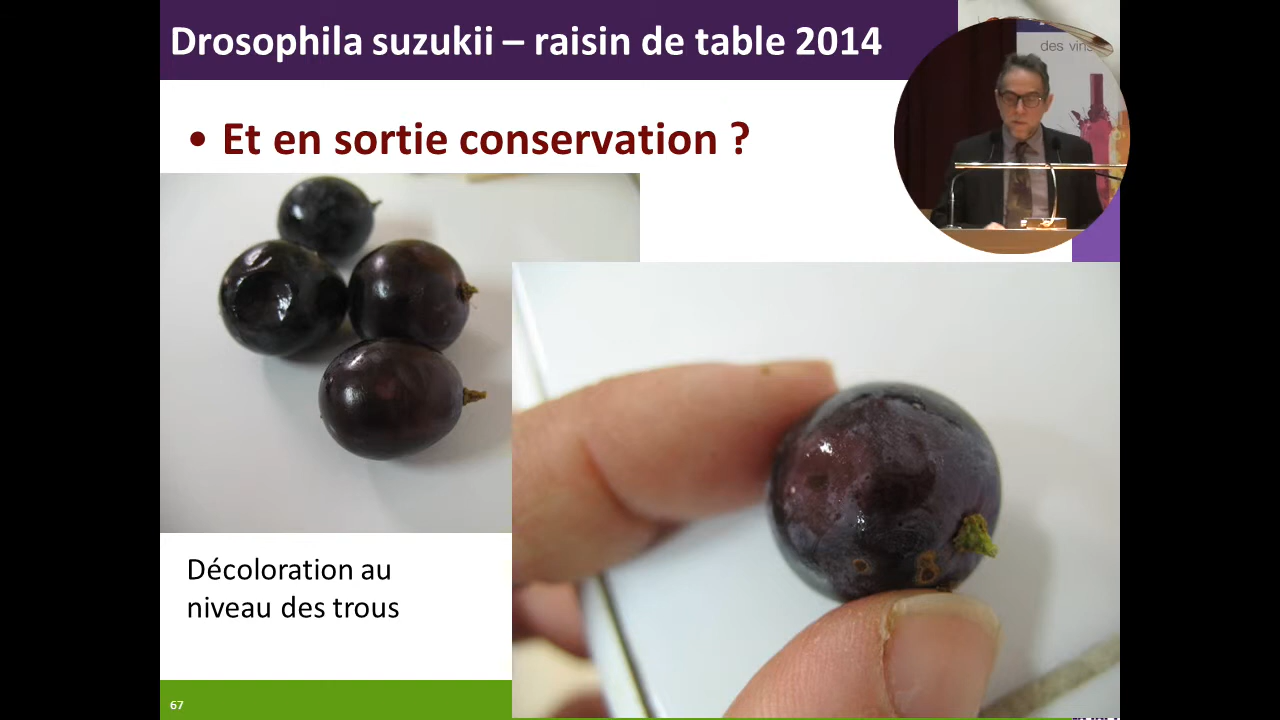 Drosophila suzukii – raisin de table 2014
des vins
• Et en sortie conservation ?
Décoloration au
niveau des trous
67